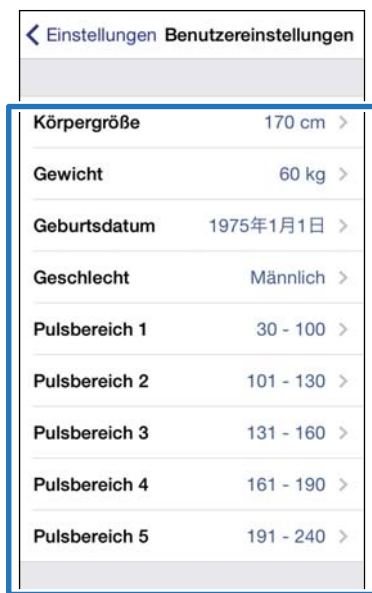 Einstellungen Benutzereinstellungen
Körpergröße 170 cm
Gewicht 60 kg
Geburtsdatum 1975年1月1日
Geschlecht Männlich
Pulsbereich 1 30 - 100
Pulsbereich 2 101 - 130
Pulsbereich 3 131 - 160
Pulsbereich 4 161 - 190
Pulsbereich 5 191 - 240